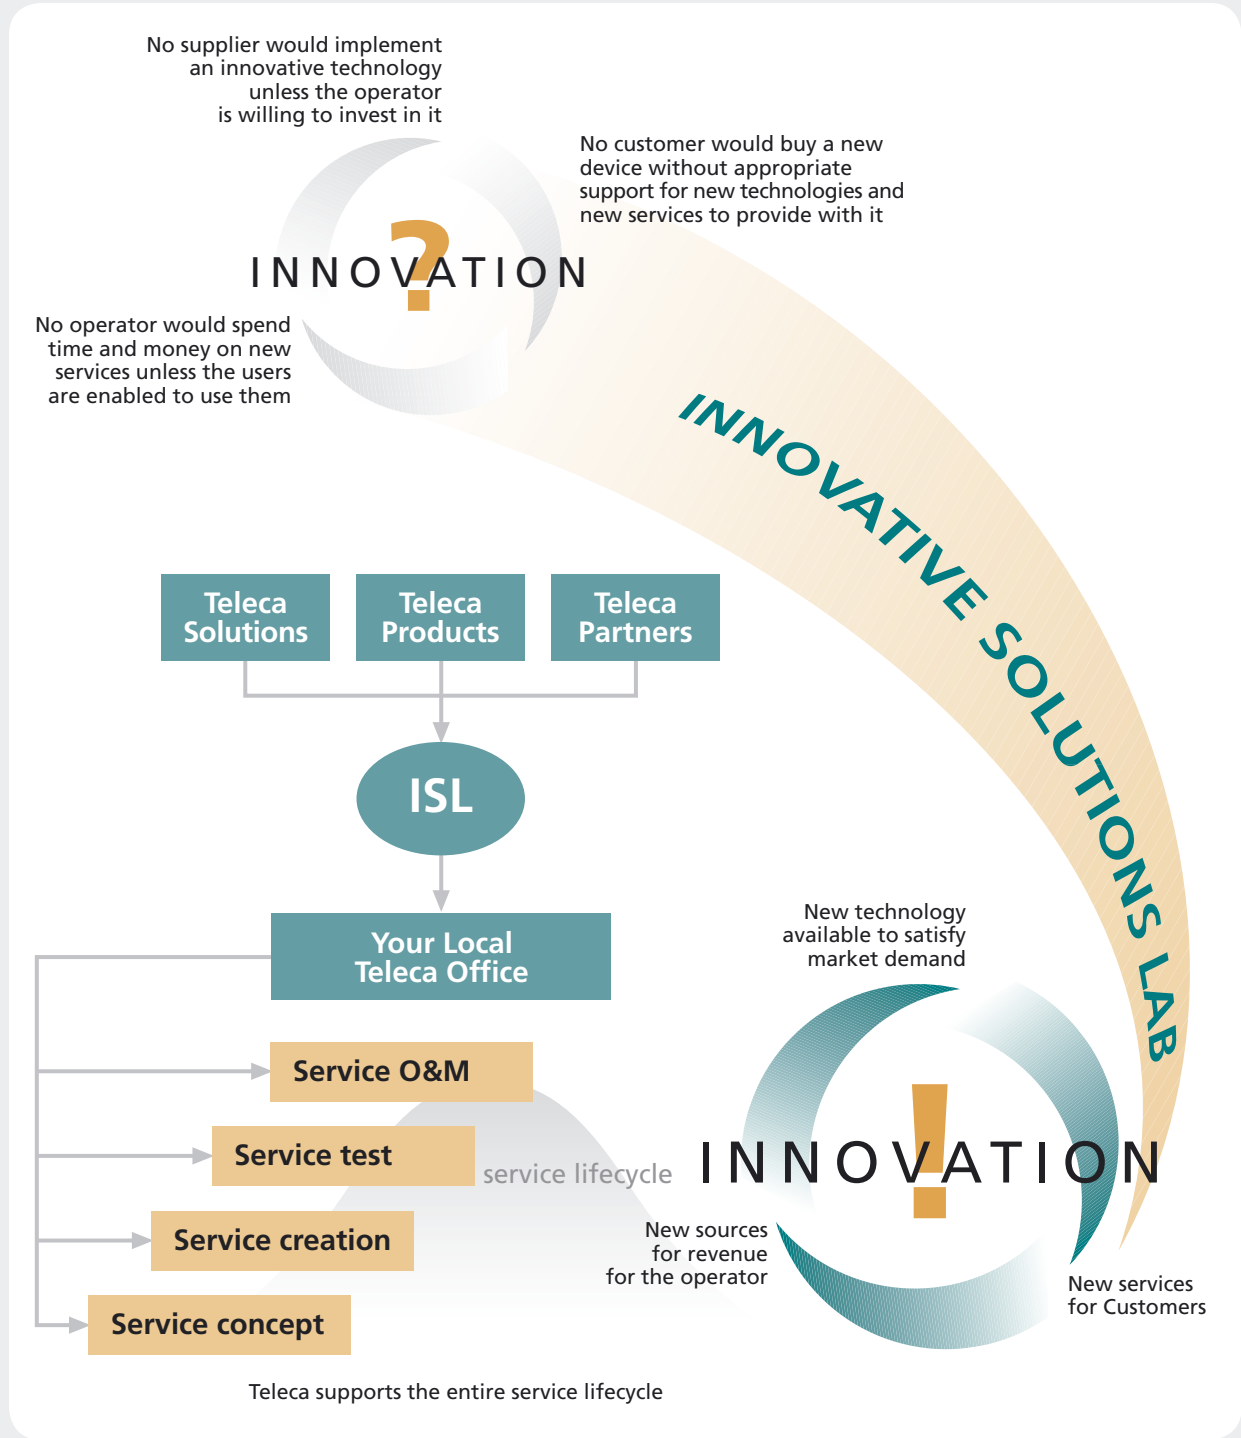 No supplier would implement
an innovative technology
unless the operator
is willing to invest in it
No customer would buy a new
device without appropriate
support for new technologies and
new services to provide with it
?
INNOVATION
No operator would spend
time and money on new
services unless the users
are enabled to use them
INNOVATIVE SOLUTIONS LAB
Teleca
Solutions
Teleca
Products
Teleca
Partners
ISL
Your Local
Teleca Office
Service O&M
Service test
Service creation
Service concept
service lifecycle
Teleca supports the entire service lifecycle
New technology
available to satisfy
market demand
!
INNOVATION
New sources
for revenue
for the operator
New services
for Customers